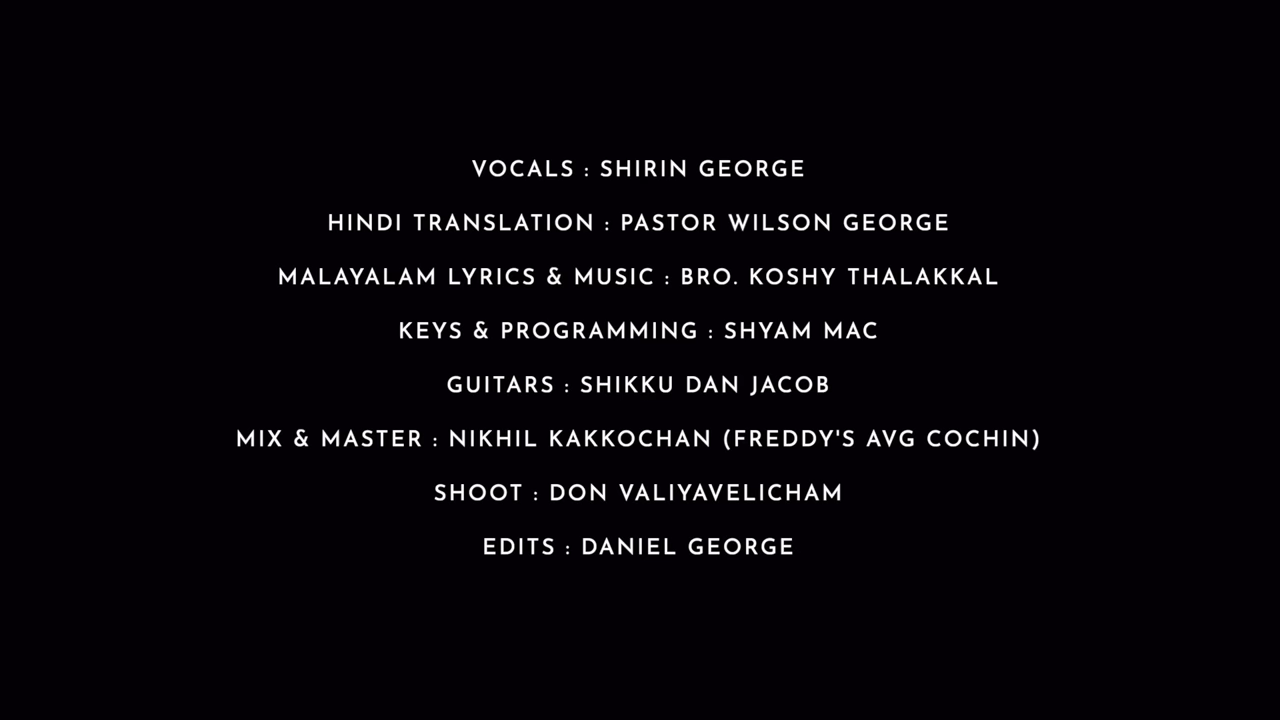 VOCALS : SHIRIN GEORGE
HINDI TRANSLATION : PASTOR WILSON GEORGE
MALAYALAM LYRICS & MUSIC : BRO. KOSHY THALAKKAL
KEYS & PROGRAMMING : SHYAM MAC
GUITARS : SHIKKU DAN JACOB
MIX & MASTER : NIKHIL KAKKOCHAN (FREDDY'S AVG COCHIN)
SHOOT : DON VALIYAVELICHAM
EDITS : DANIEL GEORGE